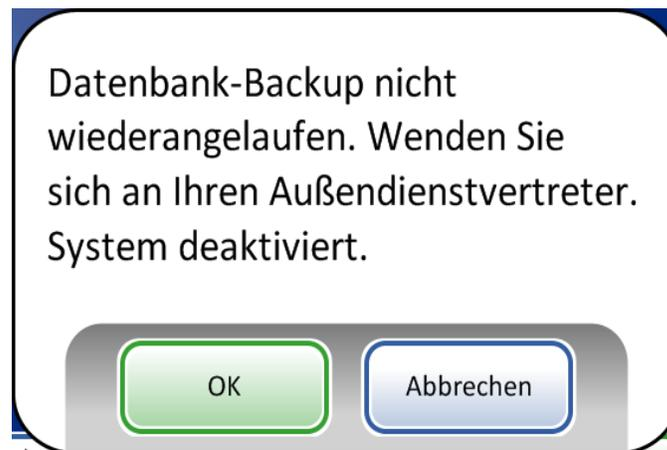 Datenbank-Backup nicht
wiederangelaufen. Wenden Sie
sich an Ihren Außendienstvertreter.
System deaktiviert.
OK
Abbrechen